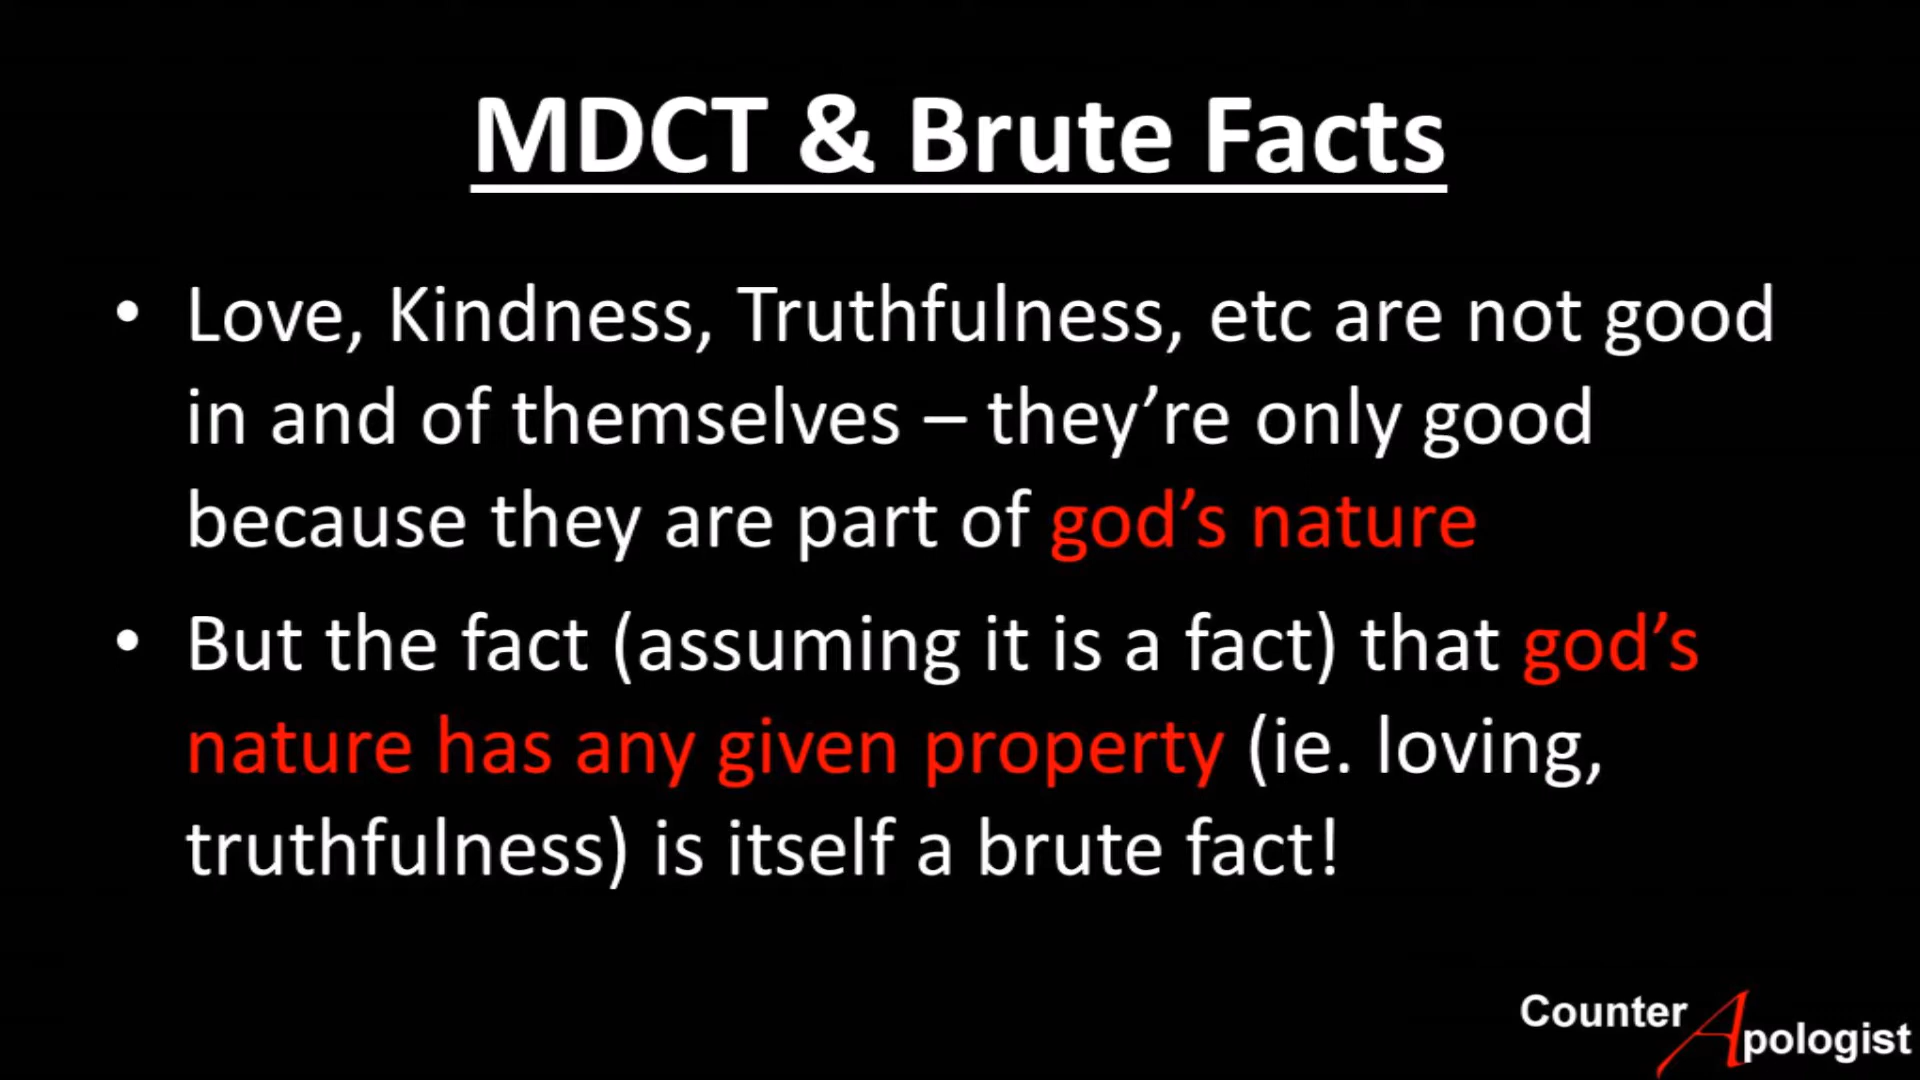 MDCT & Brute Facts
• Love, Kindness, Truthfulness, etc are not good
in and of themselves – they're only good
because they are part of god's nature
• But the fact (assuming it is a fact) that god's
nature has any given property (ie. loving,
truthfulness) is itself a brute fact!
Counter
Apologist